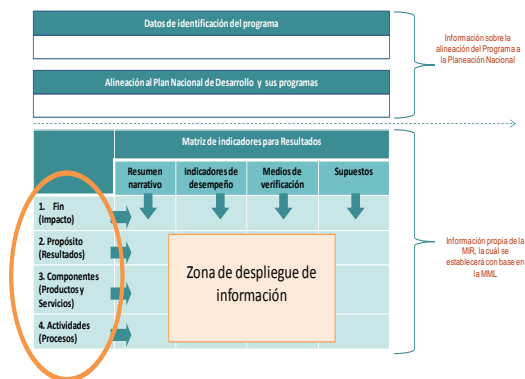 Datos de identificación del programa
Alineación al Plan Nacional de Desarrollo y sus programas
Información sobre la
alineación del Programa a
la Planeación Nacional
Matriz de indicadores para Resultados
Resumen
narrativo
Indicadores de
desempeño
Medios de
verificación
Supuestos
1. Fin
(Impacto)
2. Propósito
(Resultados)
3. Componentes
(Productos y
Servicios)
4. Actividades
(Procesos)
Zona de despliegue de
información
Información propia de la
MIR, la cuál se
establecerá con base en
la MML